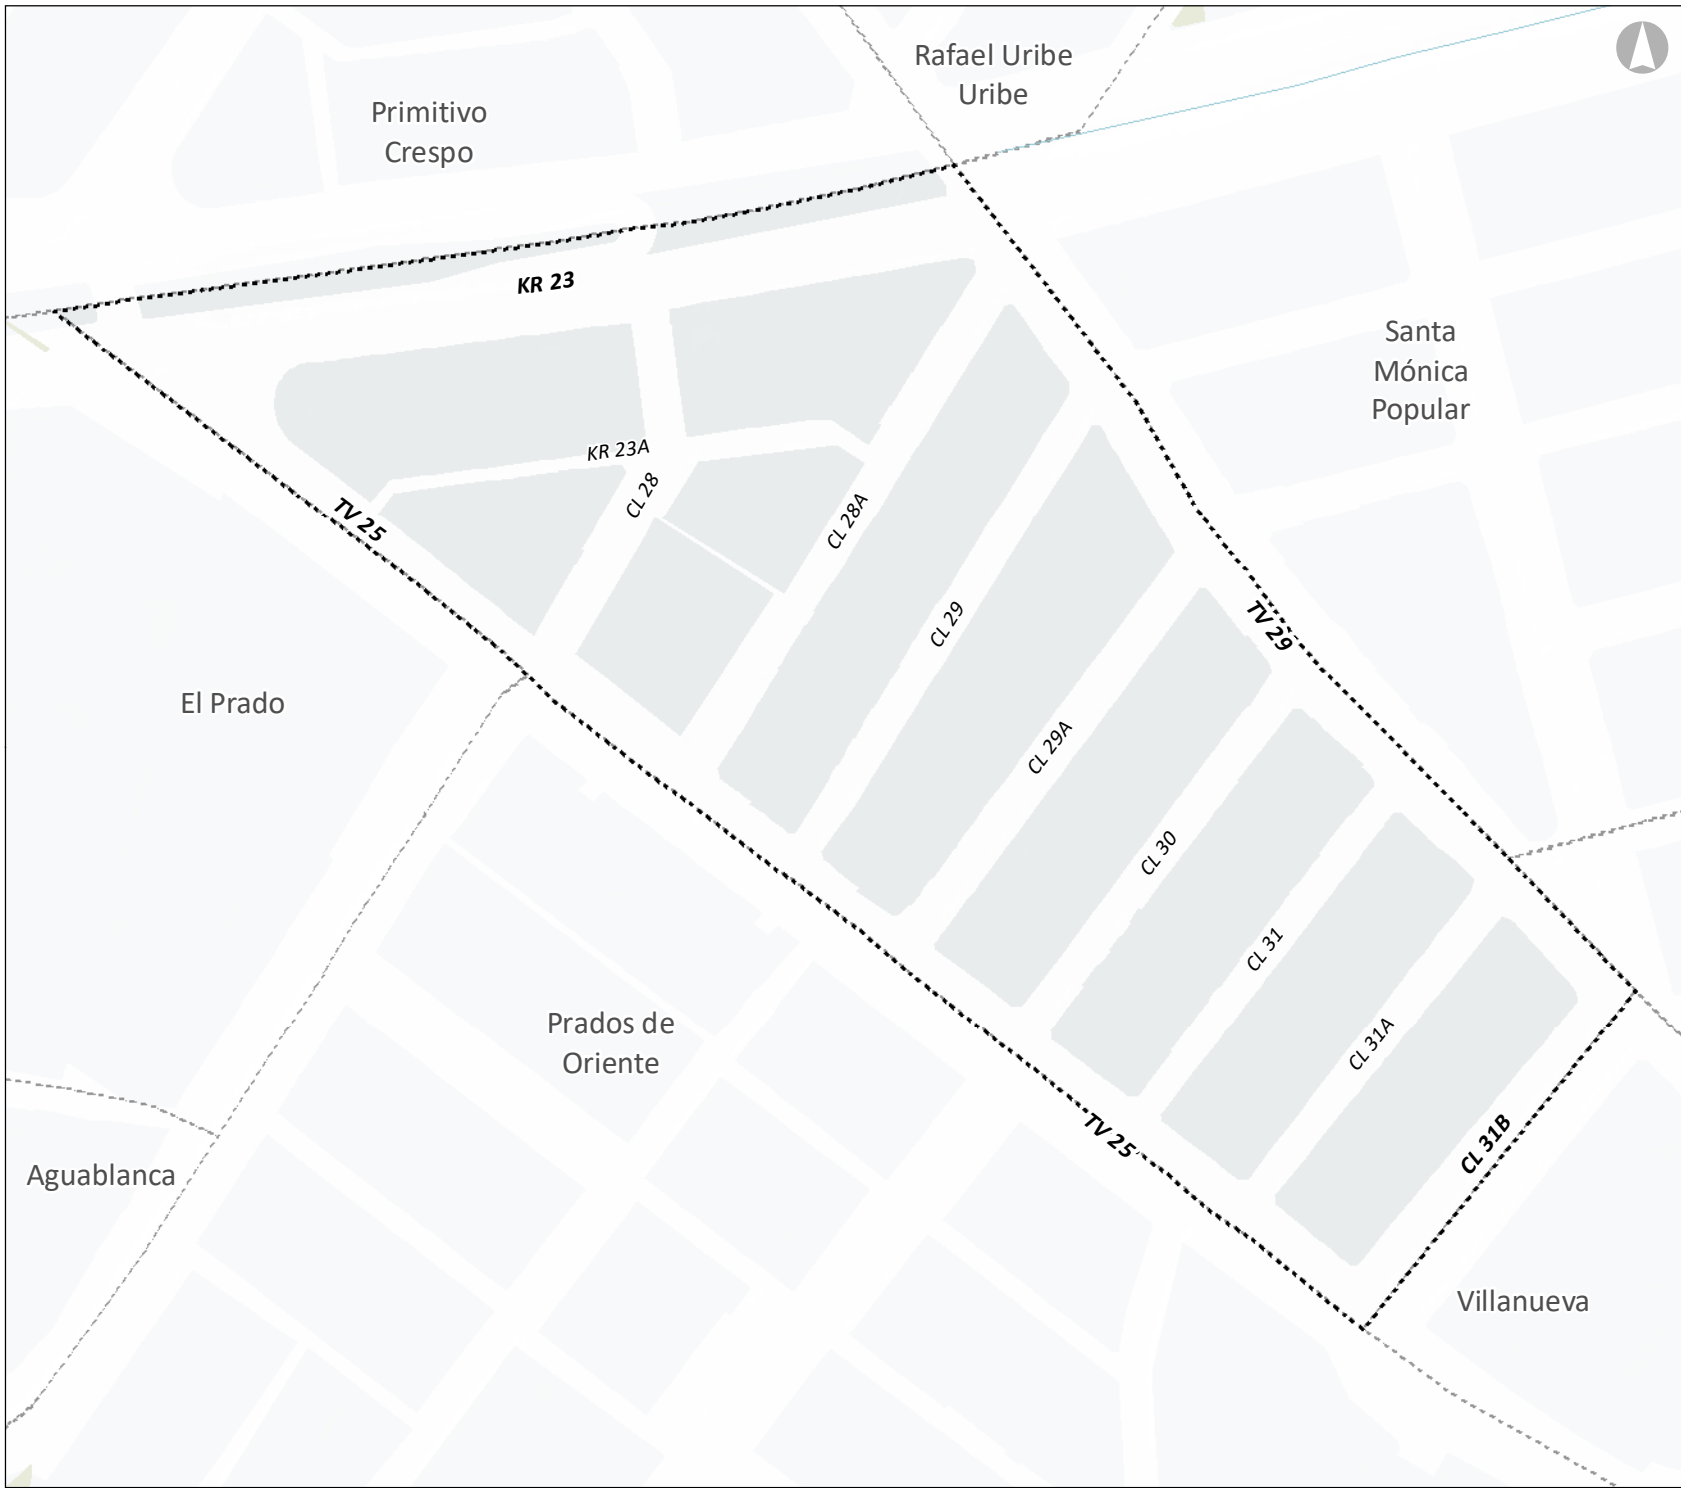 Rafael Uribe
Uribe
Primitivo
Crespo
KR 23
Santa
Mónica
Popular
KR 23A
CL 28
TV 25
CL 28A
CL 29
TV 29
El Prado
CL 29A
CL 30
CL 31
Prados de
Oriente
CL 31A
TV 25
CL 31B
Aguablanca
Villanueva